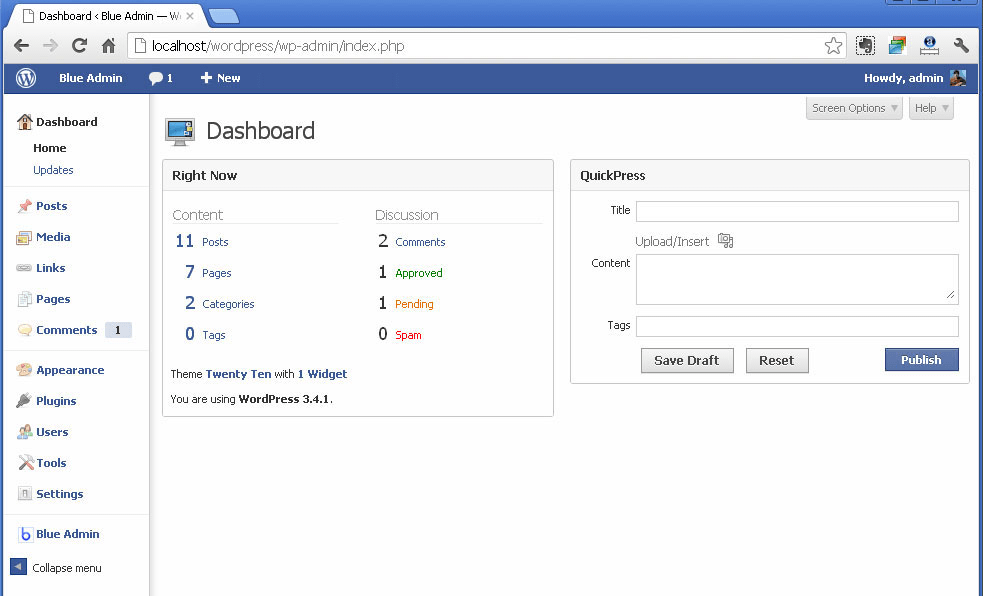 Dashboard ‹ Blue Admin — W
localhost/wordpress/wp-admin/index.php
Blue Admin 1 New Howdy, admin
Screen Options Help
Dashboard
Home
Updates
Posts
Media
Links
Pages
Comments 1
Appearance
Plugins
Users
Tools
Settings
Blue Admin
Collapse menu
Dashboard
Right Now
Content Discussion
11 Posts 2 Comments
7 Pages 1 Approved
2 Categories 1 Pending
0 Tags 0 Spam
Theme Twenty Ten with 1 Widget
You are using WordPress 3.4.1.
QuickPress
Title
Upload/Insert
Content
Tags
Save Draft Reset Publish